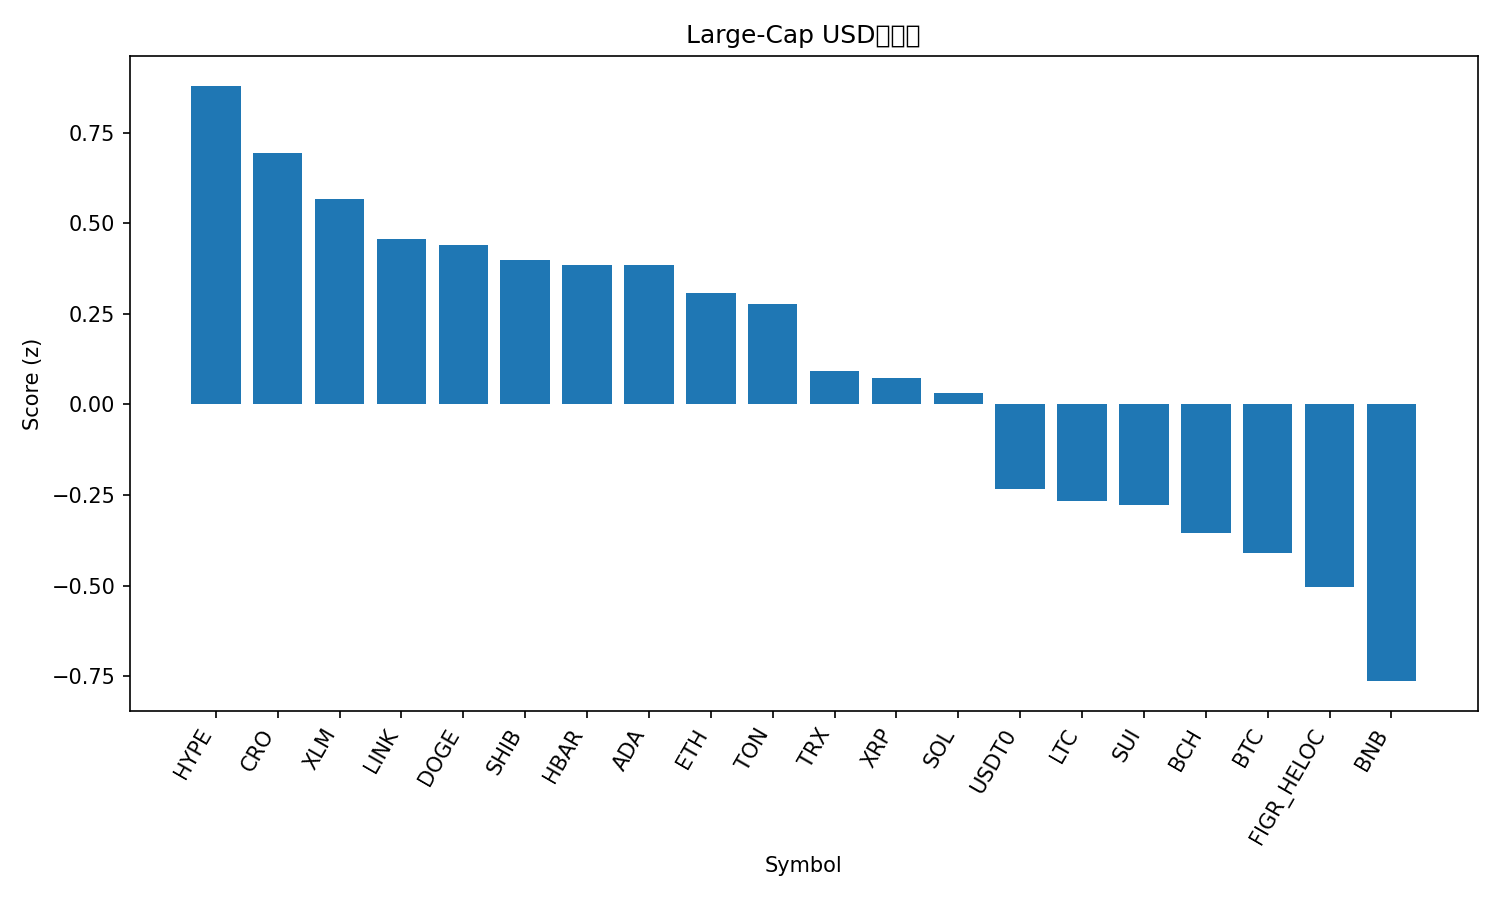 Large-Cap USD
Score (z)
0.75
0.50
0.25
0.00
−0.25
−0.50
−0.75
HYPE
CRO
XLM
LINK
DOGE
SHIB
HBAR
ADA
ETH
TON
TRX
XRP
SOL
USDT0
LTC
SUI
BCH
BTC
FIGR_HELOC
BNB
Symbol